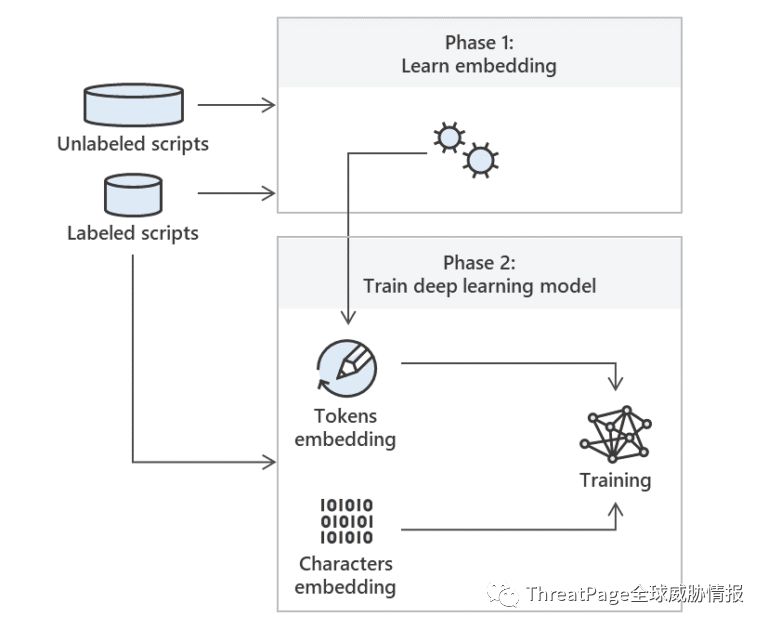 Phase 1:
Learn embedding
Unlabeled scripts
Labeled scripts
Phase 2:
Train deep learning model
Tokens
embedding
Training
101010
010101
101010
Characters
embedding
ThreatPage全球威胁情报